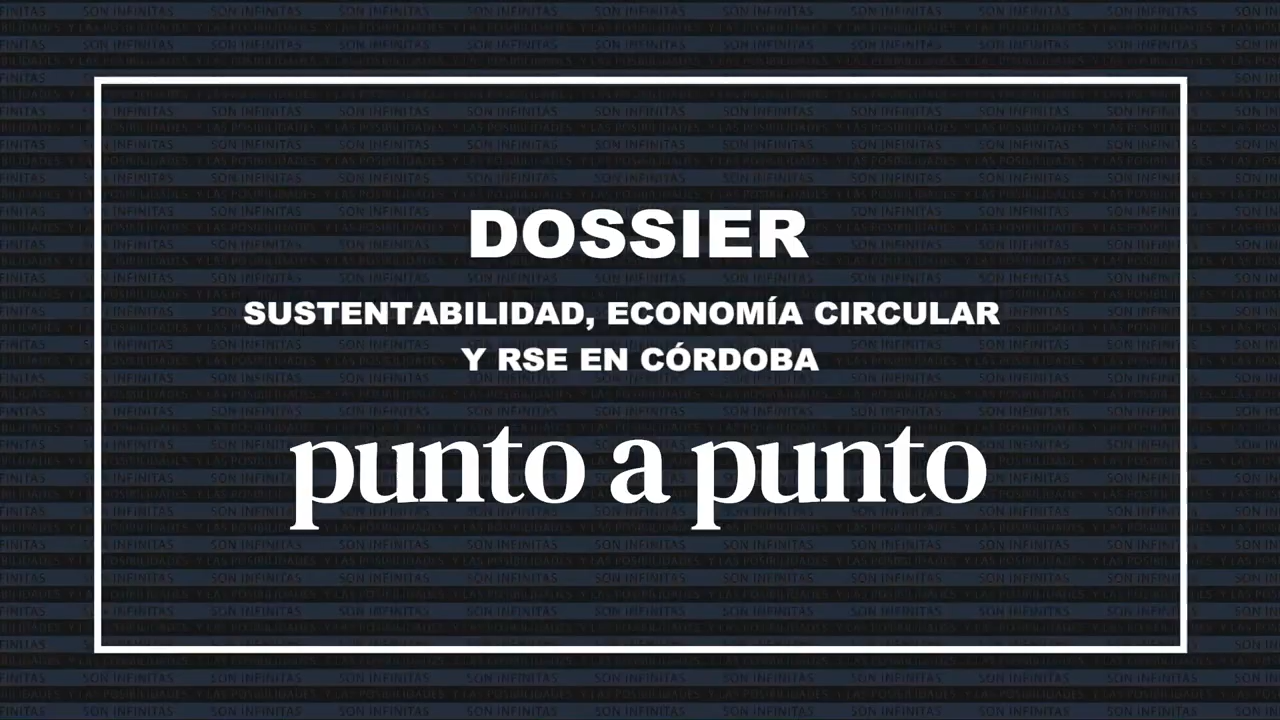 DOSSIER
SUSTENTABILIDAD, ECONOMÍA CIRCULAR
Y RSE EN CÓRDOBA
punto a punto